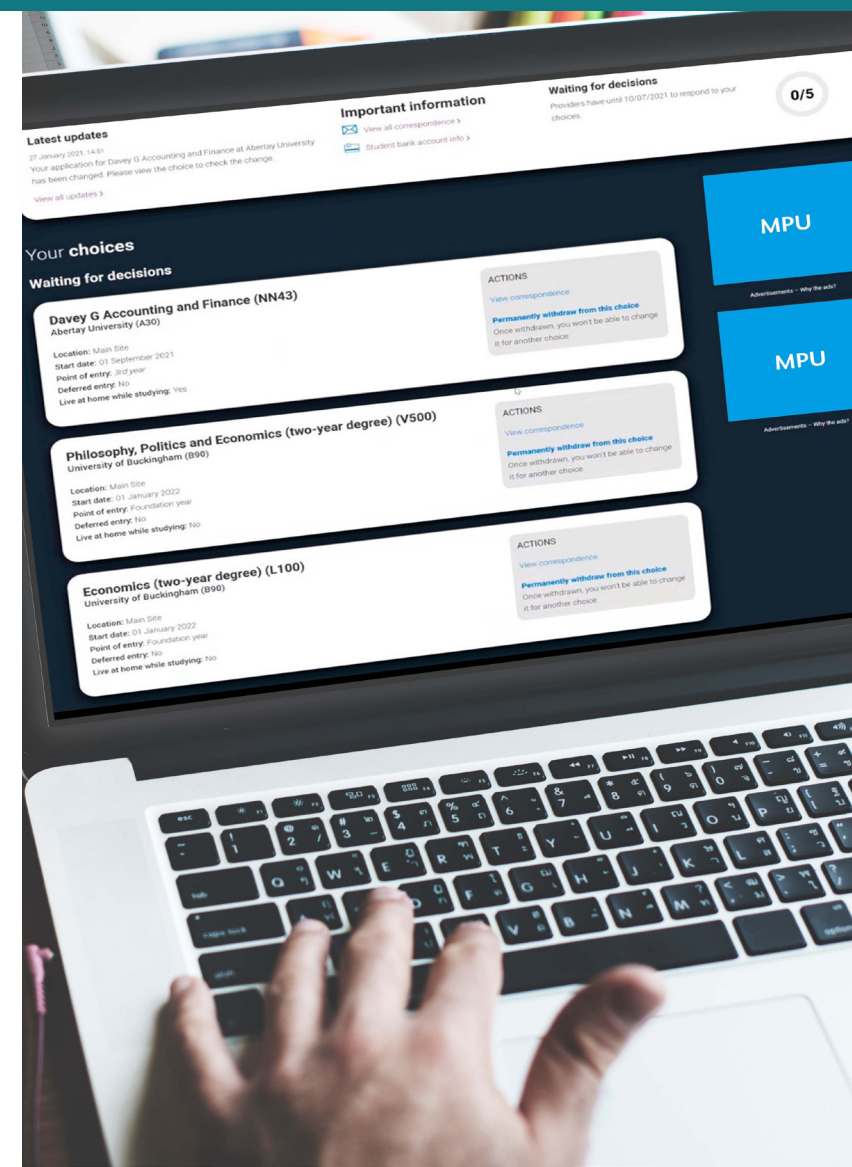 Latest updates
27 January 2021, 14:51
Your application for Davey G Accounting and Finance at Abertay University
has been changed. Please view the choice to check the change.
View all updates >
Important information
View all correspondence >
Student bank account info >
Waiting for decisions
Providers have until 10/07/2021 to respond to your
choices.
0/5
Your choices
Waiting for decisions
Davey G Accounting and Finance (NN43)
Abertay University (A30)
Location: Main Site
Start date: 01 September 2021
Point of entry: 3rd year
Deferred entry: No
Live at home while studying: Yes
ACTIONS
View correspondence
Permanently withdraw from this choice
Once withdrawn, you won't be able to change
it for another choice
Philosophy, Politics and Economics (two-year degree) (V500)
University of Buckingham (B90)
Location: Main Site
Start date: 01 January 2022
Point of entry: Foundation year
Deferred entry: No
Live at home while studying: No
ACTIONS
View correspondence
Permanently withdraw from this choice
Once withdrawn, you won't be able to change
it for another choice
Economics (two-year degree) (L100)
University of Buckingham (B90)
Location: Main Site
Start date: 01 January 2022
Point of entry: Foundation year
Deferred entry: No
Live at home while studying: No
ACTIONS
View correspondence
Permanently withdraw from this choice
Once withdrawn, you won't be able to change
it for another choice
MPU
Advertisements – Why the ads?
MPU
Advertisements – Why the ads?
esc
1 2 3 4 5 6 7 8 9 0
tab Q W E R T Y U I O P
caps lock F G H J K L
shift V B N M
option